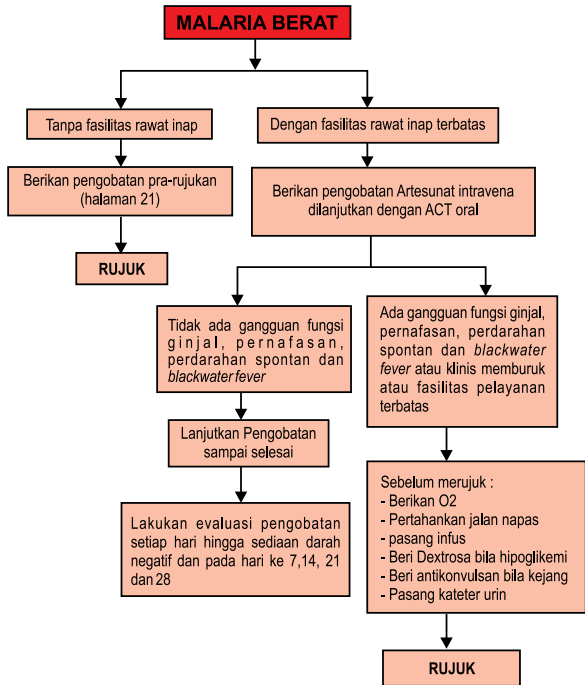 MALARIA BERAT
Tanpa fasilitas rawat inap
Dengan fasilitas rawat inap terbatas
Berikan pengobatan pra-rujukan
(halaman 21)
Berikan pengobatan Artesunat intravena
dilanjutkan dengan ACT oral
RUJUK
Tidak ada gangguan fungsi
ginjal, pernafasan,
perdarahan spontan dan
blackwater fever
Ada gangguan fungsi ginjal,
pernafasan, perdarahan
spontan dan blackwater
fever atau klinis memburuk
atau fasilitas pelayanan
terbatas
Lanjutkan Pengobatan
sampai selesai
Lakukan evaluasi pengobatan
setiap hari hingga sediaan darah
negatif dan pada hari ke 7,14, 21
dan 28
Sebelum merujuk :
- Berikan O2
- Pertahankan jalan napas
- pasang infus
- Beri Dextrosa bila hipoglikemi
- Beri antikonvulsan bila kejang
- Pasang kateter urin
RUJUK